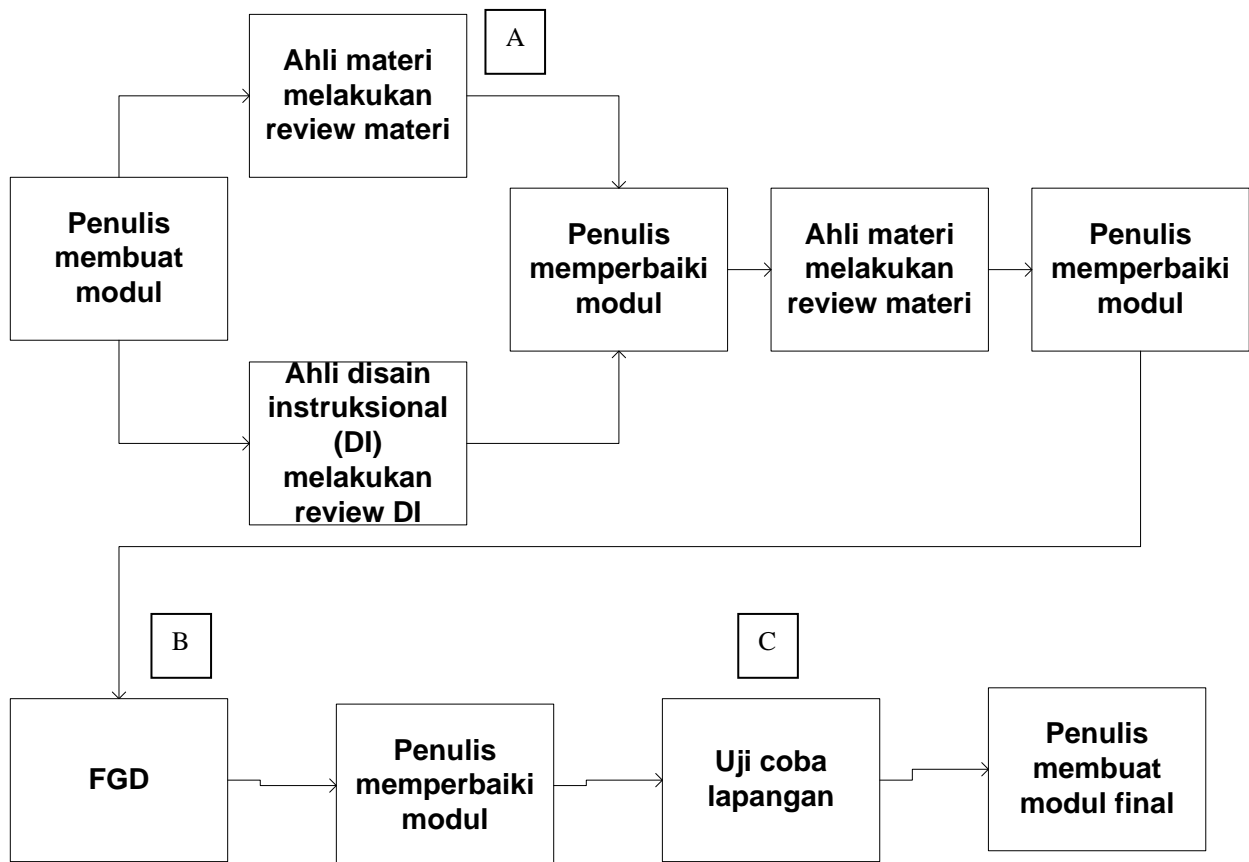 A
Ahli materi
melakukan
review materi
Penulis
membuat
modul
Penulis
memperbaiki
modul
Ahli materi
melakukan
review materi
Penulis
memperbaiki
modul
Ahli disain
instruksional
(DI)
melakukan
review DI
B
C
FGD
Penulis
memperbaiki
modul
Uji coba
lapangan
Penulis
membuat
modul final